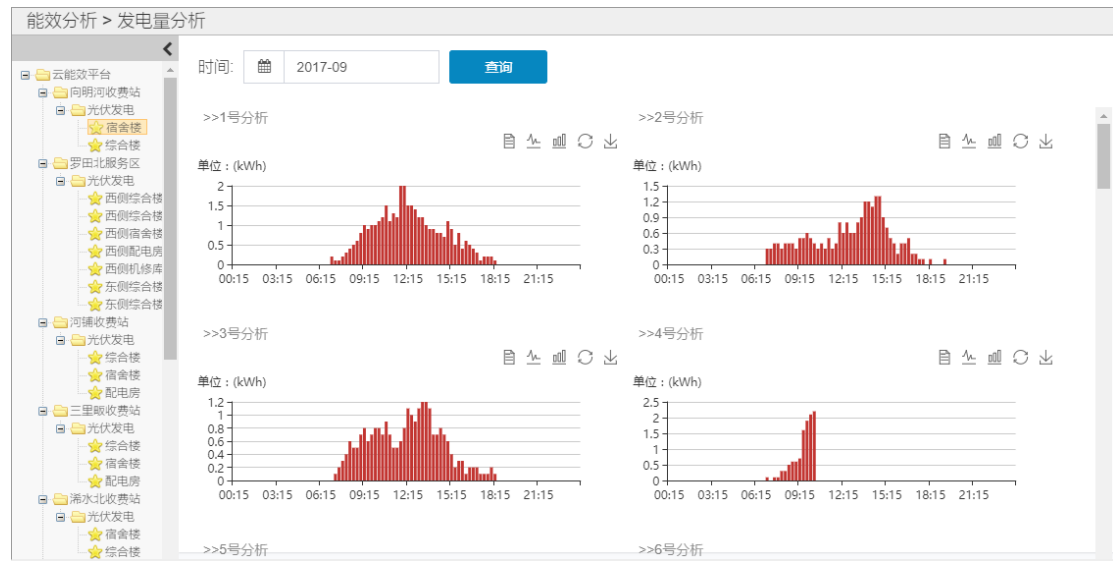 能效分析 > 发电量分析
云能效平台
向明河收费站
光伏发电
宿舍楼
综合楼
罗田北服务区
光伏发电
西侧综合楼
西侧综合楼
西侧宿舍楼
西侧配电房
西侧机修库
东侧综合楼
东侧综合楼
河铺收费站
光伏发电
综合楼
宿舍楼
配电房
三里畈收费站
光伏发电
综合楼
宿舍楼
配电房
浠水北收费站
光伏发电
宿舍楼
综合楼
时间: 2017-09 查询
>>1号分析
单位：(kWh)
2
1.5
1
0.5
0
00:15 03:15 06:15 09:15 12:15 15:15 18:15 21:15
>>2号分析
单位：(kWh)
1.5
1.2
0.9
0.6
0.3
0
00:15 03:15 06:15 09:15 12:15 15:15 18:15 21:15
>>3号分析
单位：(kWh)
1.2
1
0.8
0.6
0.4
0.2
0
00:15 03:15 06:15 09:15 12:15 15:15 18:15 21:15
>>4号分析
单位：(kWh)
2.5
2
1.5
1
0.5
0
00:15 03:15 06:15 09:15 12:15 15:15 18:15 21:15
>>5号分析
>>6号分析